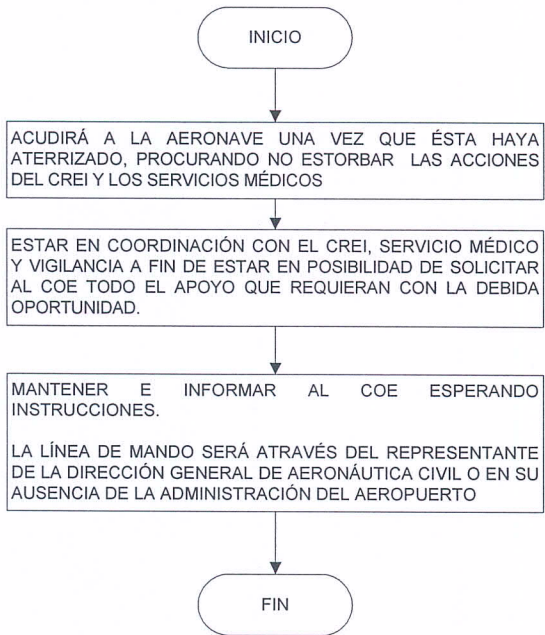 INICIO
ACUDIRÁ A LA AERONAVE UNA VEZ QUE ÉSTA HAYA
ATERRIZADO, PROCURANDO NO ESTORBAR LAS ACCIONES
DEL CREI Y LOS SERVICIOS MÉDICOS
ESTAR EN COORDINACIÓN CON EL CREI, SERVICIO MÉDICO
Y VIGILANCIA A FIN DE ESTAR EN POSIBILIDAD DE SOLICITAR
AL COE TODO EL APOYO QUE REQUIERAN CON LA DEBIDA
OPORTUNIDAD.
MANTENER E INFORMAR AL COE ESPERANDO
INSTRUCCIONES.
LA LÍNEA DE MANDO SERÁ ATRAVÉS DEL REPRESENTANTE
DE LA DIRECCIÓN GENERAL DE AERONÁUTICA CIVIL O EN SU
AUSENCIA DE LA ADMINISTRACIÓN DEL AEROPUERTO
FIN